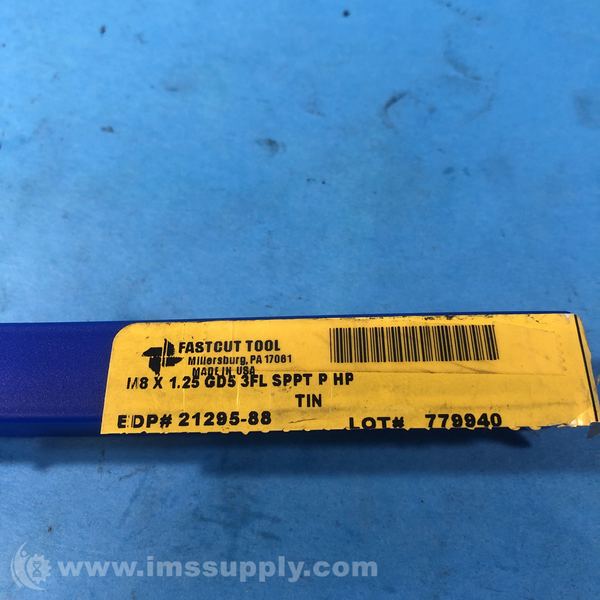 FASTCUT TOOL
Millersburg, PA 17061
MADE IN USA
M8 X 1.25 GD5 3FL SPPT P HP
TIN
EDP# 21295-88 LOT# 779940
www.imssupply.com